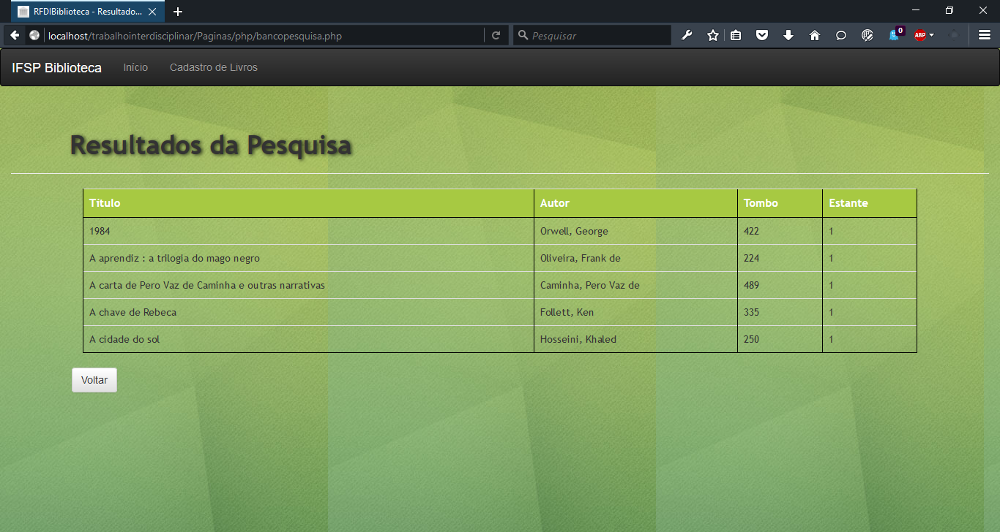 RFDIBiblioteca - Resultado...
localhost/trabalhointerdisciplinar/Paginas/php/bancopesquisa.php
Pesquisar
0
ABP
IFSP Biblioteca Início Cadastro de Livros
Resultados da Pesquisa
Título Autor Tombo Estante
1984 Orwell, George 422 1
A aprendiz : a trilogia do mago negro Oliveira, Frank de 224 1
A carta de Pero Vaz de Caminha e outras narrativas Caminha, Pero Vaz de 489 1
A chave de Rebeca Follett, Ken 335 1
A cidade do sol Hosseini, Khaled 250 1
Voltar